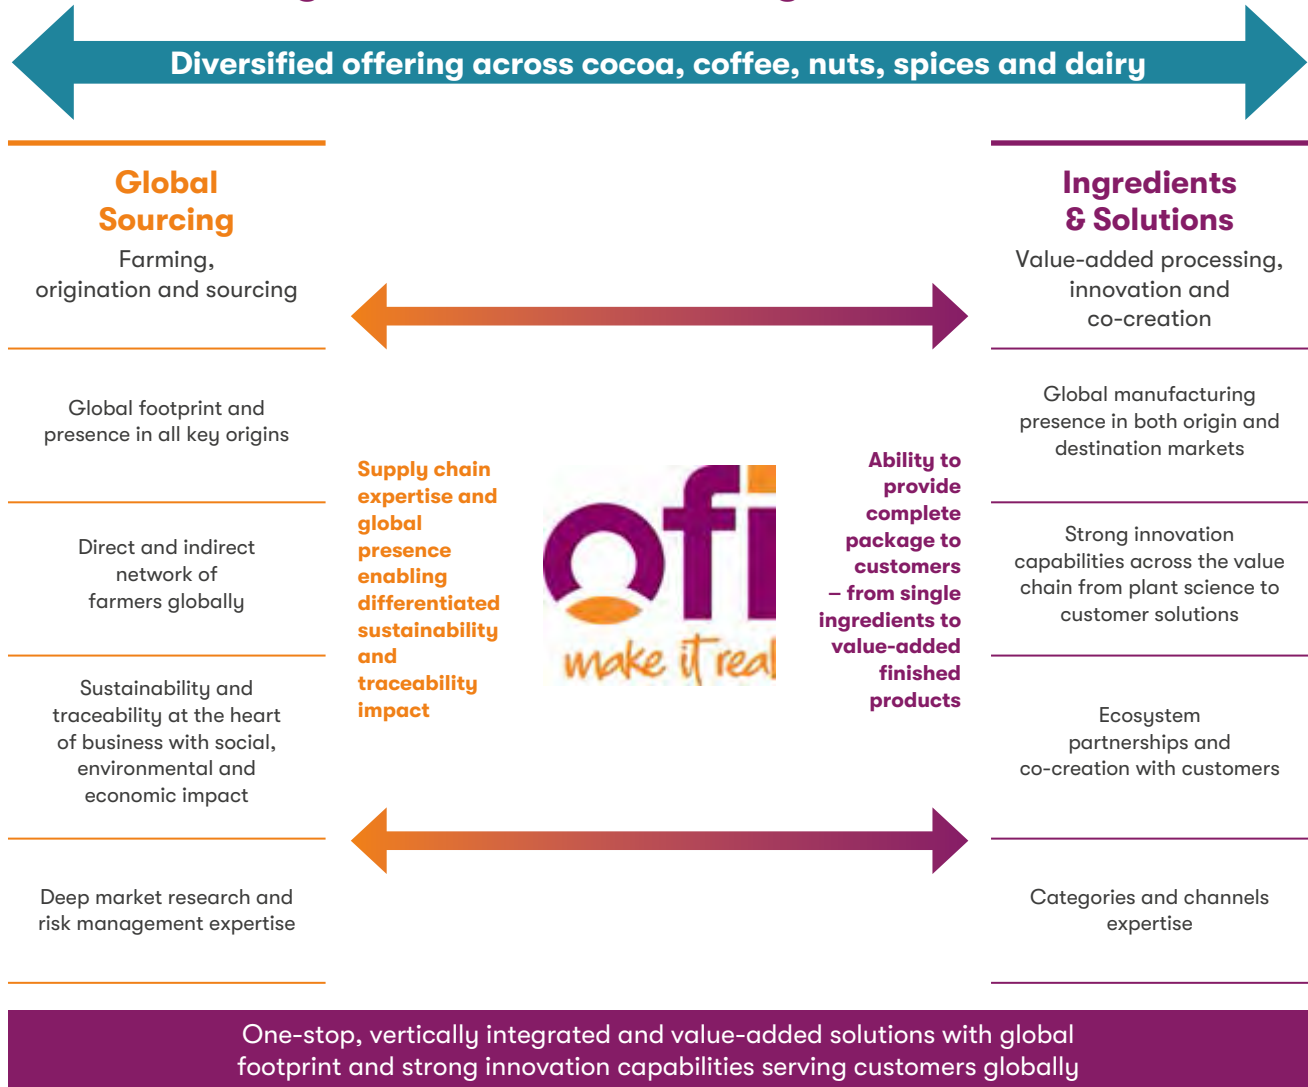 Diversified offering across cocoa, coffee, nuts, spices and dairy
Global
Sourcing
Farming,
origination and sourcing
Global footprint and
presence in all key origins
Direct and indirect
network of
farmers globally
Sustainability and
traceability at the heart
of business with social,
environmental and
economic impact
Deep market research and
risk management expertise
Supply chain
expertise and
global
presence
enabling
differentiated
sustainability
and
traceability
impact
ofi
make it real
Ability to
provide
complete
package to
customers
– from single
ingredients to
value-added
finished
products
Ingredients
& Solutions
Value-added processing,
innovation and
co-creation
Global manufacturing
presence in both origin and
destination markets
Strong innovation
capabilities across the value
chain from plant science to
customer solutions
Ecosystem
partnerships and
co-creation with customers
Categories and channels
expertise
One-stop, vertically integrated and value-added solutions with global
footprint and strong innovation capabilities serving customers globally